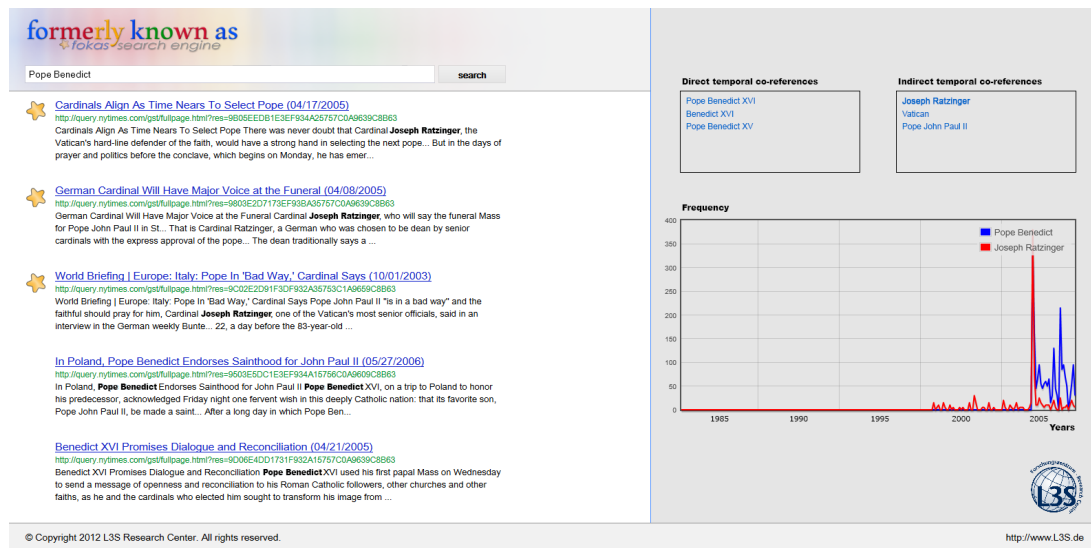 formerly known as
fokas search engine
Pope Benedict
search
Cardinals Align As Time Nears To Select Pope (04/17/2005)
http://query.nytimes.com/gst/fullpage.html?res=9B05EEDB1E3EF934A25757C0A9639C8B63
Cardinals Align As Time Nears To Select Pope There was never doubt that Cardinal Joseph Ratzinger, the
Vatican's hard-line defender of the faith, would have a strong hand in selecting the next pope... But in the days of
prayer and politics before the conclave, which begins on Monday, he has emer...
German Cardinal Will Have Major Voice at the Funeral (04/08/2005)
http://query.nytimes.com/gst/fullpage.html?res=9803E2D7173EF93BA35757C0A9639C8B63
German Cardinal Will Have Major Voice at the Funeral Cardinal Joseph Ratzinger, who will say the funeral Mass
for Pope John Paul II in St... That is Cardinal Ratzinger, a German who was chosen to be dean by senior
cardinals with the express approval of the pope... The dean traditionally says a ...
World Briefing | Europe: Italy: Pope In 'Bad Way,' Cardinal Says (10/01/2003)
http://query.nytimes.com/gst/fullpage.html?res=9C02E2D91F3DF932A35753C1A9659C8B63
World Briefing | Europe: Italy: Pope In 'Bad Way,' Cardinal Says Pope John Paul II "is in a bad way" and the
faithful should pray for him, Cardinal Joseph Ratzinger, one of the Vatican's most senior officials, said in an
interview in the German weekly Bunte... 22, a day before the 83-year-old ...
In Poland, Pope Benedict Endorses Sainthood for John Paul II (05/27/2006)
http://query.nytimes.com/gst/fullpage.html?res=9503E5DC1E3EF934A15756C0A9609C8B63
In Poland, Pope Benedict Endorses Sainthood for John Paul II Pope Benedict XVI, on a trip to Poland to honor
his predecessor, acknowledged Friday night one fervent wish in this deeply Catholic nation: that its favorite son,
Pope John Paul II, be made a saint... After a long day in which Pope Ben...
Benedict XVI Promises Dialogue and Reconciliation (04/21/2005)
http://query.nytimes.com/gst/fullpage.html?res=9D06E4DD1731F932A15757C0A9639C8B63
Benedict XVI Promises Dialogue and Reconciliation Pope Benedict XVI used his first papal Mass on Wednesday
to send a message of openness and reconciliation to his Roman Catholic followers, other churches and other
faiths, as he and the cardinals who elected him sought to transform his image from ...
Direct temporal co-references
Pope Benedict XVI
Benedict XVI
Pope Benedict XV
Indirect temporal co-references
Joseph Ratzinger
Vatican
Pope John Paul II
Frequency
400
350
300
250
200
150
100
50
0
Pope Benedict
Joseph Ratzinger
1985 1990 1995 2000 2005
Years
Forschungszentrum Research Center
L3S
© Copyright 2012 L3S Research Center. All rights reserved.
http://www.L3S.de